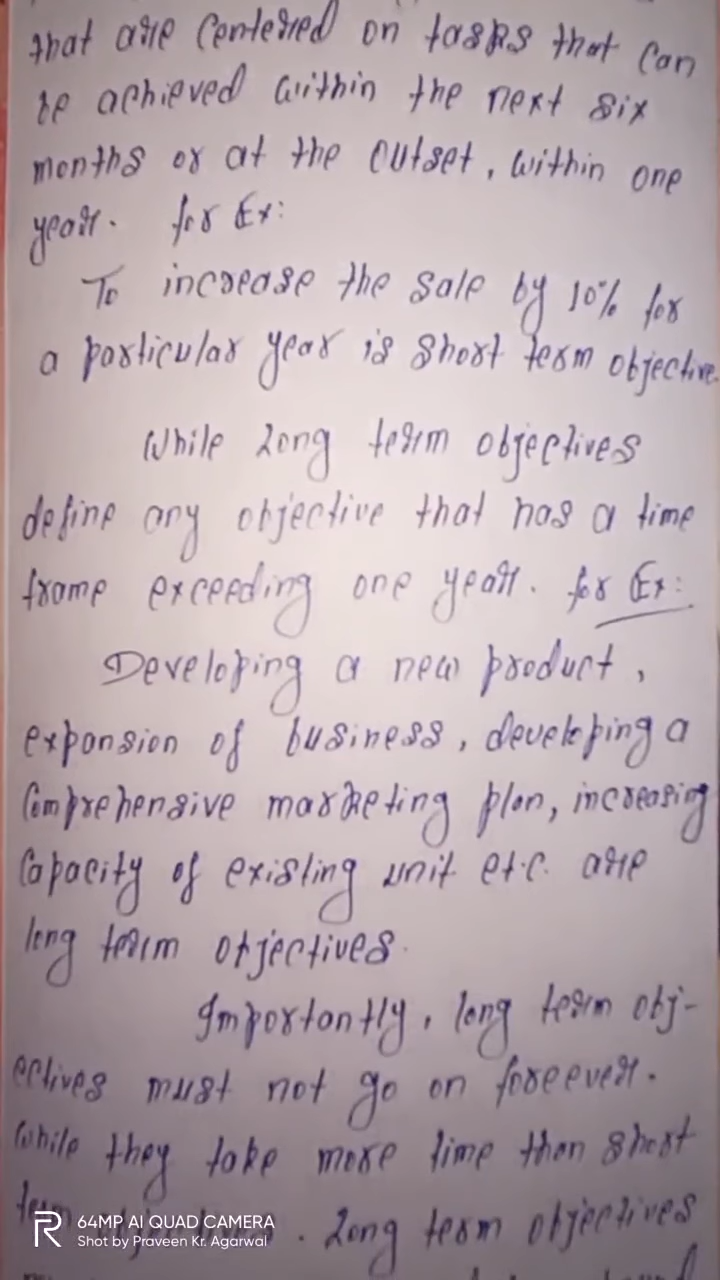 that are centered on tasks that can
be achieved within the next six
months or at the outset, within one
year. for Ex:
To increase the sale by 10% for
a particular year is short term objective.
While long term objectives
define any objective that has a time
frame exceeding one year. for Ex:
Developing a new product,
expansion of business, developing a
Comprehensive marketing plan, increasing
Capacity of existing unit etc. are
long term objectives.
Importantly, long term obj-
ectives must not go on foreever.
While they take more time than short
term . Long term objectives
64MP AI QUAD CAMERA
Shot by Praveen Kr. Agarwal